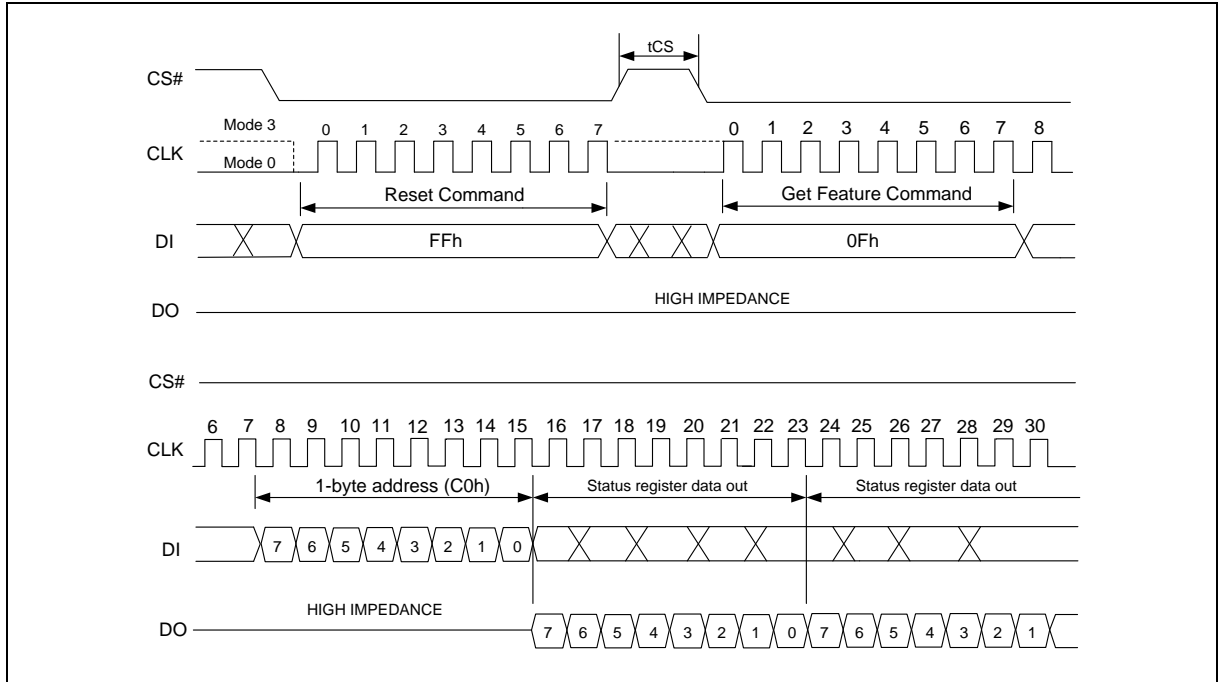 tCS
CS#
Mode 3
0 1 2 3 4 5 6 7 0 1 2 3 4 5 6 7 8
CLK
Mode 0
Reset Command Get Feature Command
DI FFh 0Fh
HIGH IMPEDANCE
DO
CS#
6 7 8 9 10 11 12 13 14 15 16 17 18 19 20 21 22 23 24 25 26 27 28 29 30
CLK
1-byte address (C0h) Status register data out Status register data out
DI 7 6 5 4 3 2 1 0
HIGH IMPEDANCE
DO 7 6 5 4 3 2 1 0 7 6 5 4 3 2 1